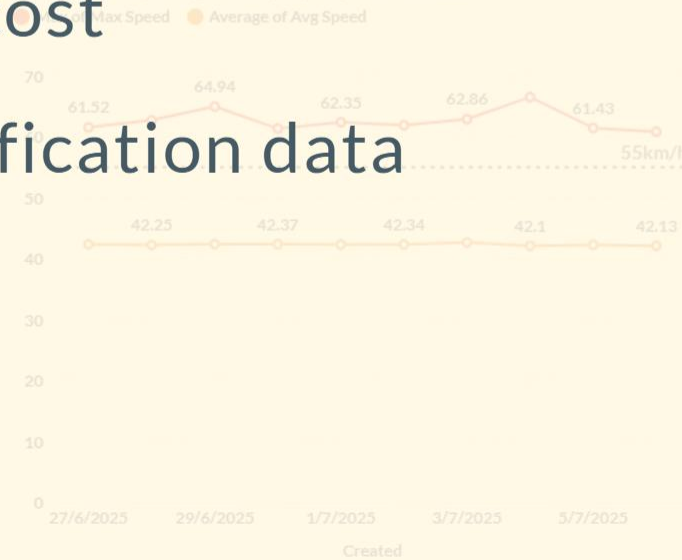 ost
Max Speed Average of Avg Speed
70
64.94
61.52 62.35 62.86 61.43
fication data
55km/h
50
42.25 42.37 42.34 42.1 42.13
40
30
20
10
0
27/6/2025 29/6/2025 1/7/2025 3/7/2025 5/7/2025
Created